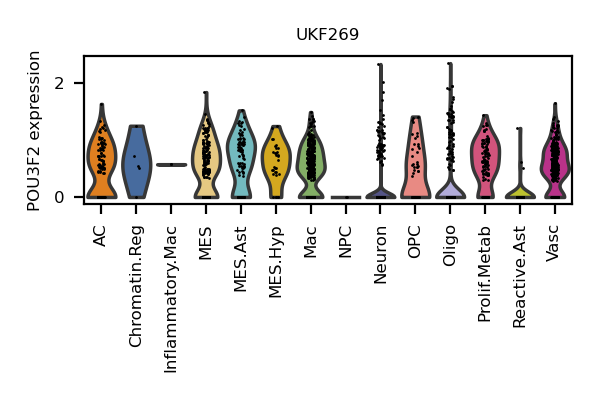 UKF269
POU3F2 expression
2
0
AC
Chromatin.Reg
Inflammatory.Mac
MES
MES.Ast
MES.Hyp
Mac
NPC
Neuron
OPC
Oligo
Prolif.Metab
Reactive.Ast
Vasc